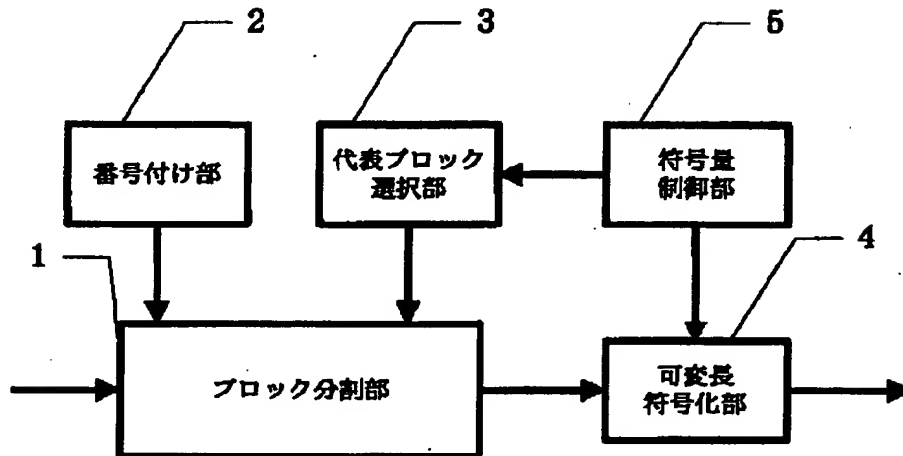 2
3
5
番号付け部
代表ブロック
選択部
符号量
制御部
1
4
ブロック分割部
可変長
符号化部